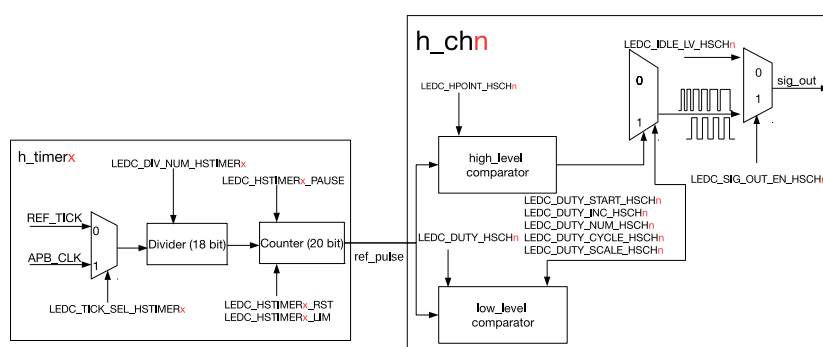 h_chn
LEDC_IDLE_LV_HSCHn
0
1
sig_out
LEDC_HPOINT_HSCHn
0
1
high_level
comparator
LEDC_SIG_OUT_EN_HSCHn
h_timerx
LEDC_DIV_NUM_HSTIMERx
LEDC_HSTIMERx_PAUSE
REF_TICK
0
APB_CLK
1
Divider (18 bit)
Counter (20 bit)
ref_pulse
LEDC_TICK_SEL_HSTIMERx
LEDC_HSTIMERx_RST
LEDC_HSTIMERx_LIM
LEDC_DUTY_START_HSCHn
LEDC_DUTY_INC_HSCHn
LEDC_DUTY_NUM_HSCHn
LEDC_DUTY_CYCLE_HSCHn
LEDC_DUTY_SCALE_HSCHn
LEDC_DUTY_HSCHn
low_level
comparator